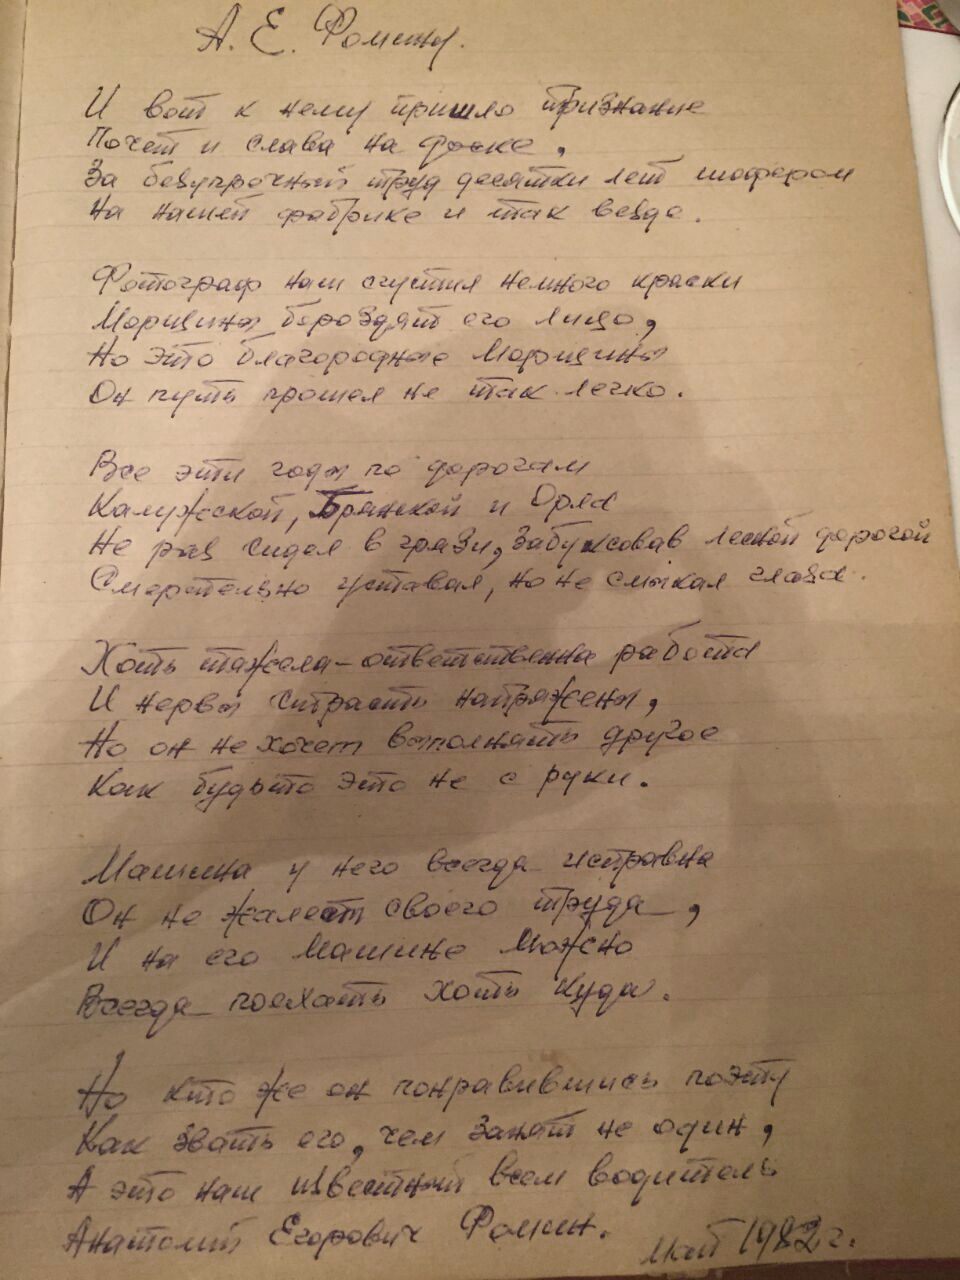 А. Е. Фомину.
И вот к нему пришло признание
Почет и слава на доске,
За безупречный труд десятки лет шофером
На нашей фабрике и так везде.
Фотограф наш сгустил немного краски
Морщины бороздят его лицо,
Но это благородные морщины
Он путь прошел не так легко.
Все эти годы по дорогам
Калужской, Брянской и Орла
Не раз сидел в грязи, забуксовав лесной дорогой
Смертельно уставал, но не смыкал глаза.
Хоть тяжела-ответственна работа
И нервы страсть напряжены,
Но он не хочет выполнять другое
Как будьто это не с руки.
Машина у него всегда исправна
Он не жалеет своего труда,
И на его машине можно
Всегда поехать хоть куда.
Но кто же он понравившись поэту
Как звать его, чем занят не один,
А это наш известный всем водитель
Анатолий Егорович Фомин.
Май 1982 г.